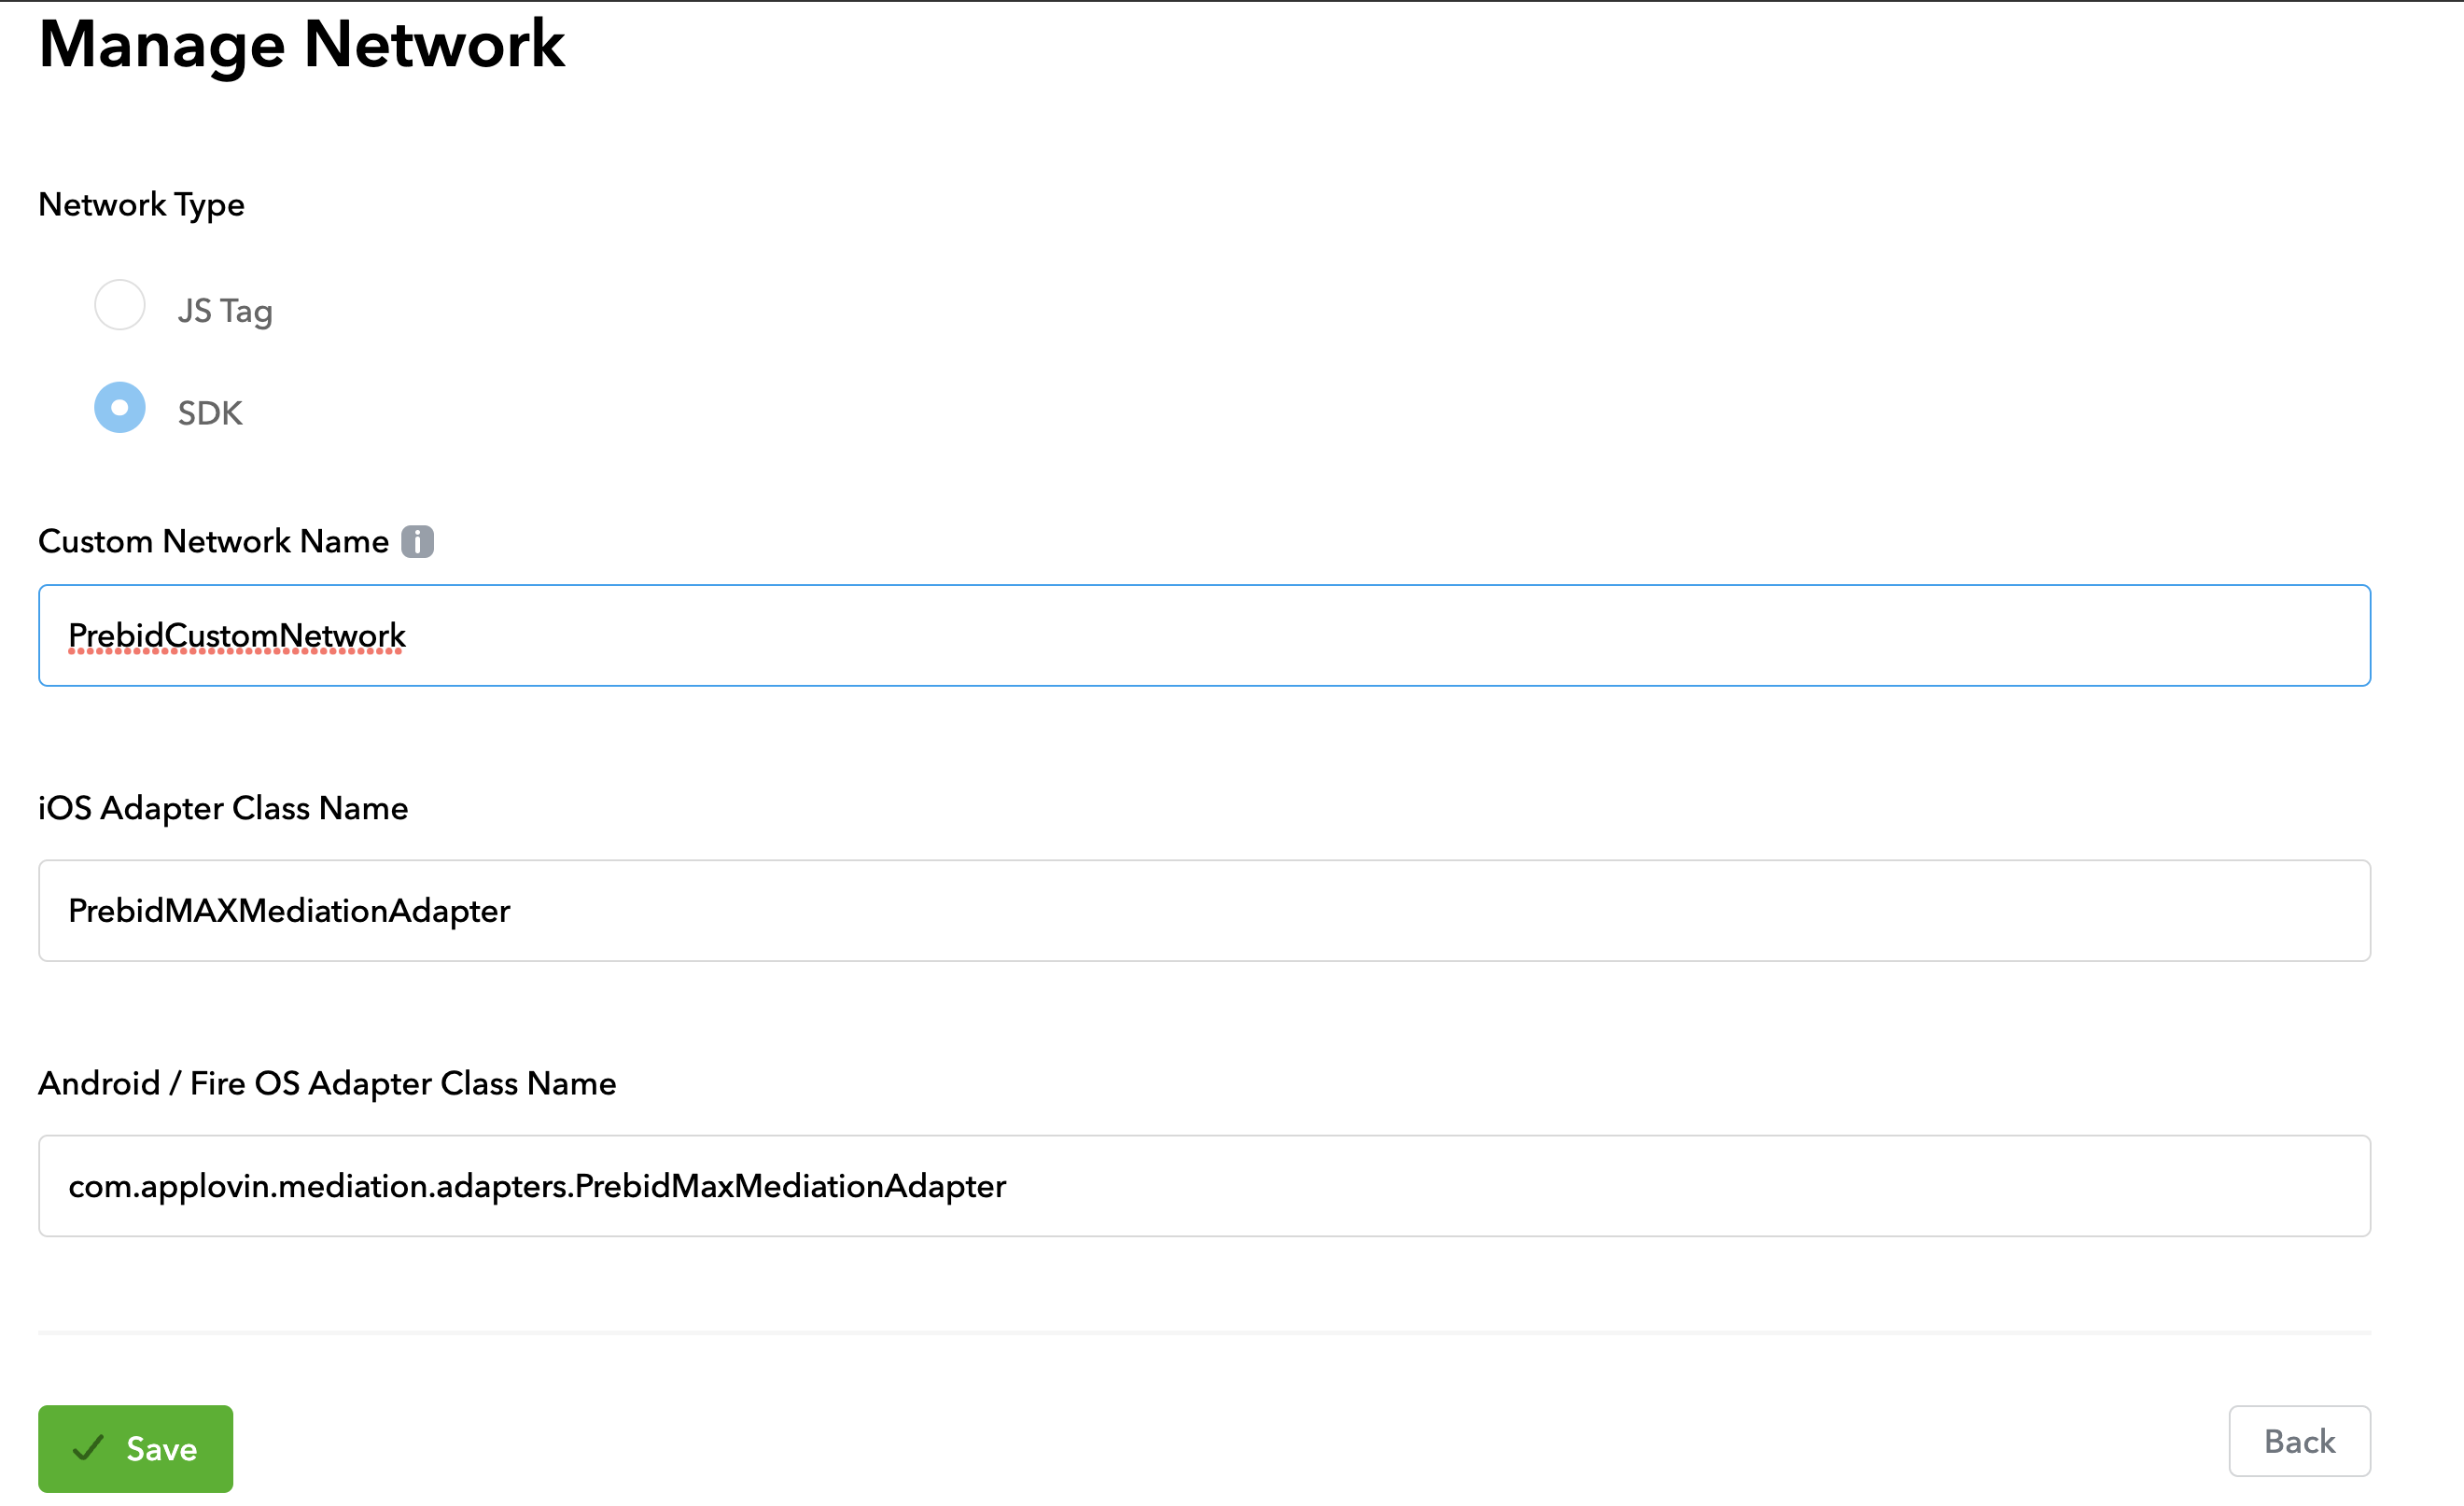 Manage Network
Network Type
JS Tag
SDK
Custom Network Name
PrebidCustomNetwork
iOS Adapter Class Name
PrebidMAXMediationAdapter
Android / Fire OS Adapter Class Name
com.applovin.mediation.adapters.PrebidMaxMediationAdapter
Save
Back